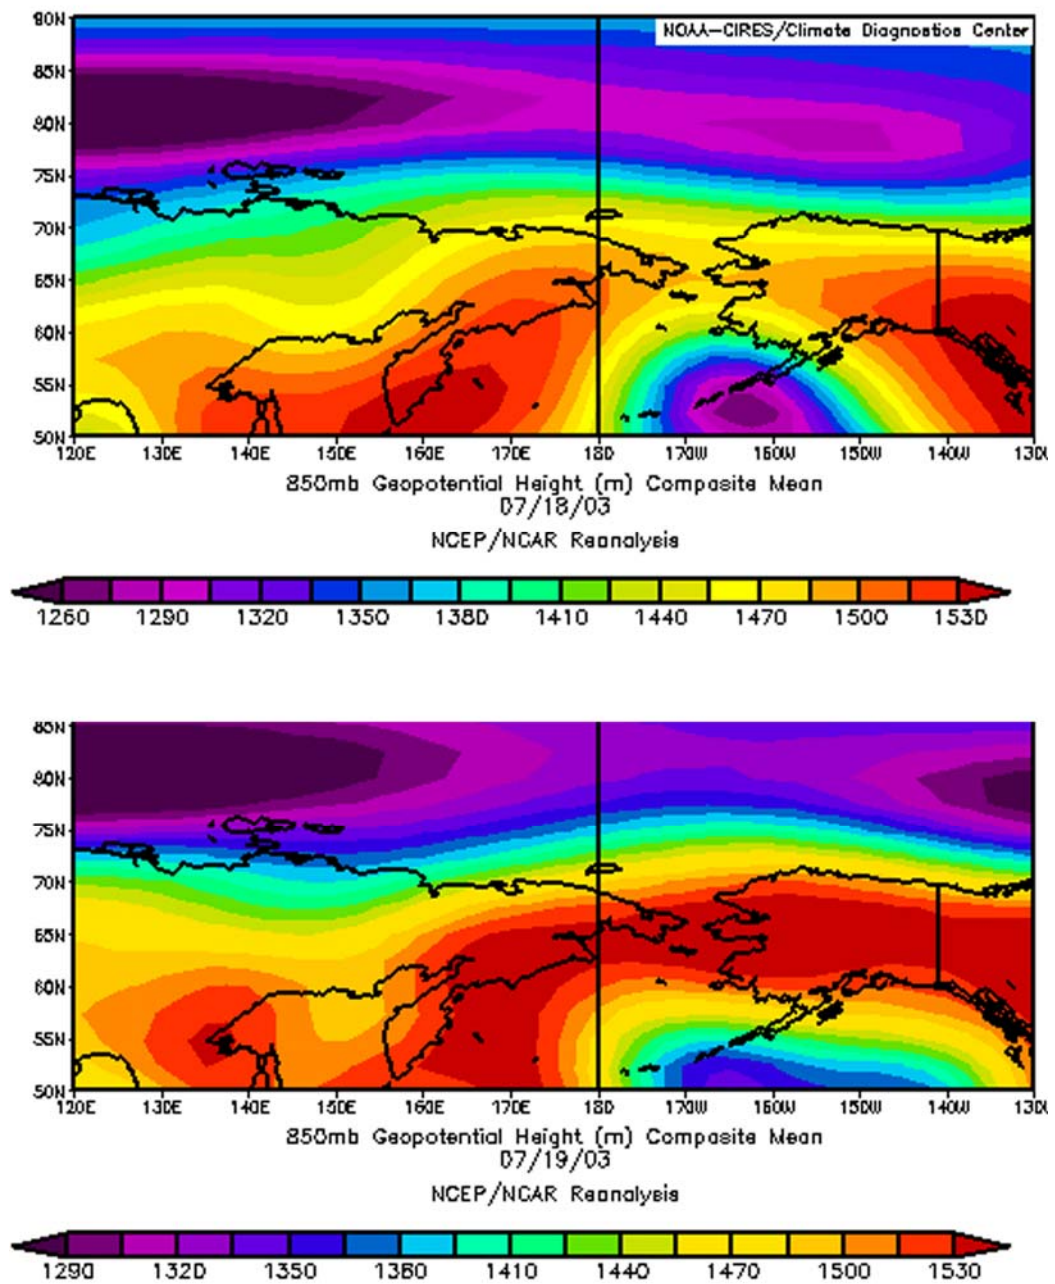 90N
NOAA-CIRES/Climate Diagnostics Center
85N
80N
75N
70N
65N
60N
55N
50N
120E 130E 140E 150E 160E 170E 180 170W 160W 150W 140W 130W
850mb Geopotential Height (m) Composite Mean
07/18/03
NCEP/NCAR Reanalysis
1260 1290 1320 1350 1380 1410 1440 1470 1500 1530
85N
80N
75N
70N
65N
60N
55N
50N
120E 130E 140E 150E 160E 170E 180 170W 160W 150W 140W 130W
850mb Geopotential Height (m) Composite Mean
07/19/03
NCEP/NCAR Reanalysis
1290 1320 1350 1380 1410 1440 1470 1500 1530